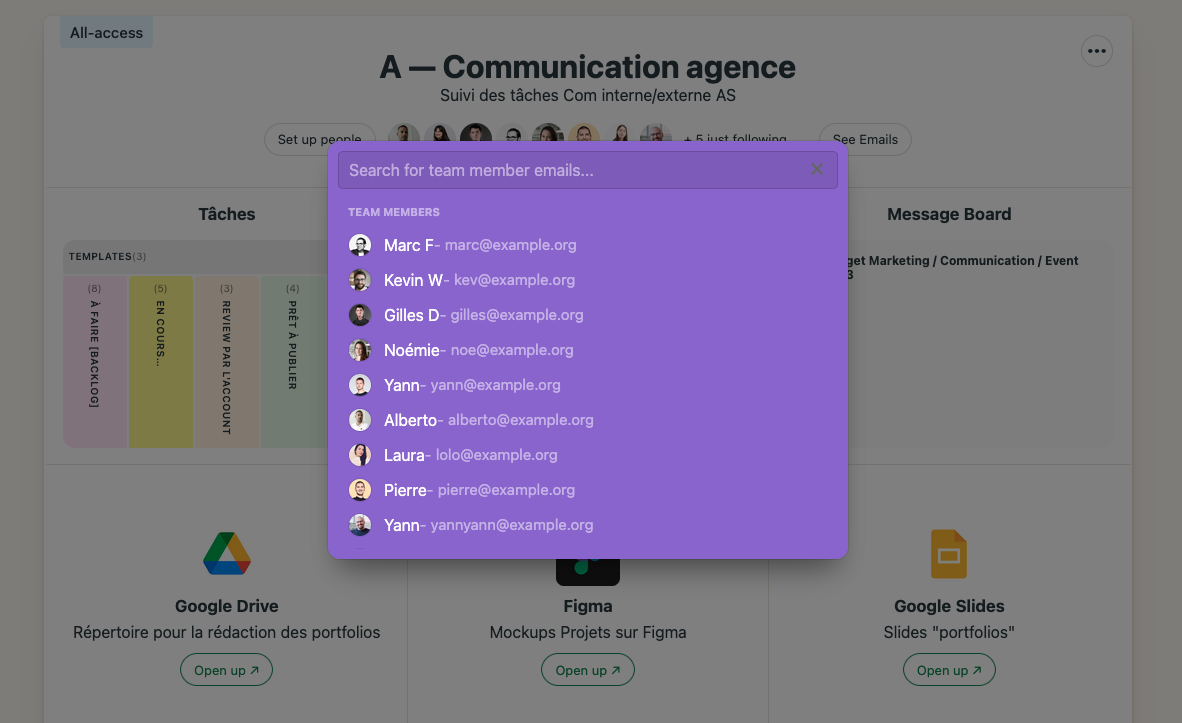 All-access
A — Communication agence
Suivi des tâches Com interne/externe AS
Set up people
+ 5 just following
See Emails
Search for team member emails...
TEAM MEMBERS
Marc F- marc@example.org
Kevin W- kev@example.org
Gilles D- gilles@example.org
Noémie- noe@example.org
Yann- yann@example.org
Alberto- alberto@example.org
Laura- lolo@example.org
Pierre- pierre@example.org
Yann- yannyann@example.org
Tâches
TEMPLATES(3)
(8)
À FAIRE [BACKLOG]
(5)
EN COURS...
(3)
REVIEW PAR L'ACCOUNT
(4)
PRÊT À PUBLIER
Message Board
Marketing / Communication / Event
Google Drive
Répertoire pour la rédaction des portfolios
Open up ↗
Figma
Mockups Projets sur Figma
Open up ↗
Google Slides
Slides "portfolios"
Open up ↗